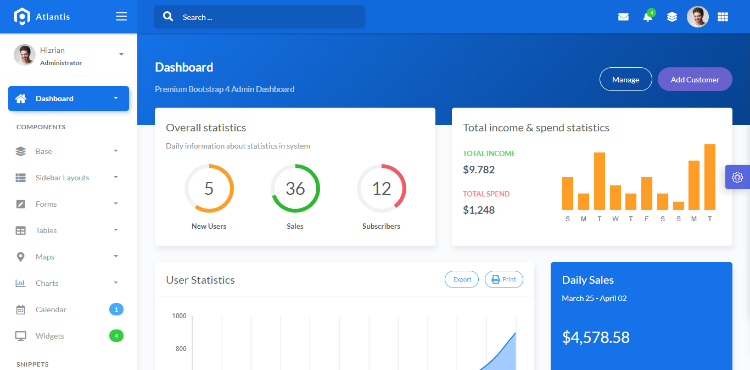 Atlantis
Search ...
4
Hizrian
Administrator
Dashboard
Premium Bootstrap 4 Admin Dashboard
Manage
Add Customer
Dashboard
COMPONENTS
Base
Sidebar Layouts
Forms
Tables
Maps
Charts
Calendar
1
Widgets
4
SNIPPETS
Overall statistics
Daily information about statistics in system
5
36
12
New Users
Sales
Subscribers
Total income & spend statistics
TOTAL INCOME
$9.782
TOTAL SPEND
$1,248
S M T W T F S S M T
User Statistics
Export
Print
1000
800
Daily Sales
March 25 - April 02
$4,578.58